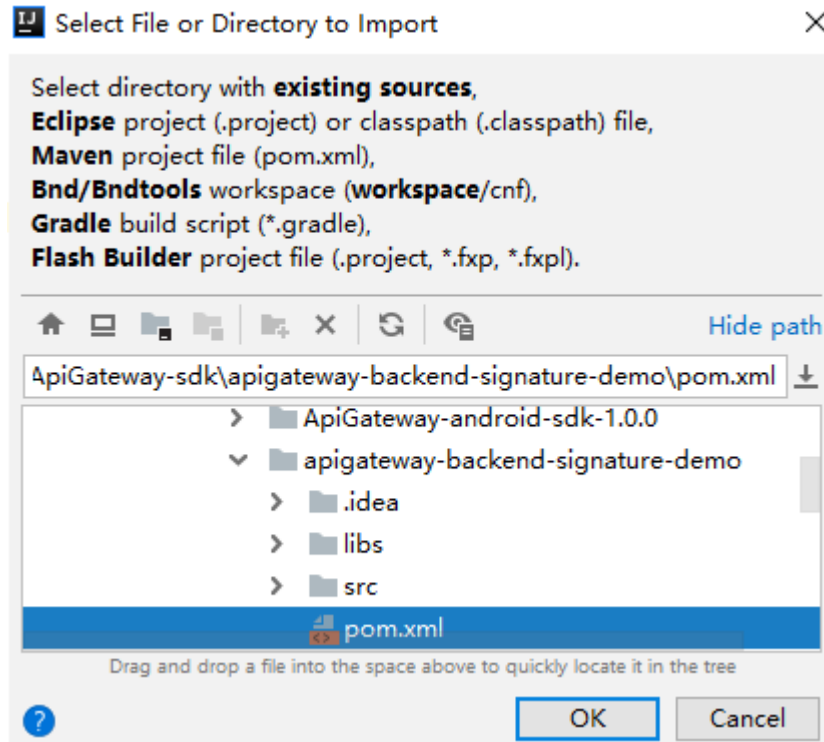 Select File or Directory to Import
Select directory with existing sources,
Eclipse project (.project) or classpath (.classpath) file,
Maven project file (pom.xml),
Bnd/Bndtools workspace (workspace/cnf),
Gradle build script (*.gradle),
Flash Builder project file (.project, *.fxp, *.fxpl).
Hide path
ApiGateway-sdk\apigateway-backend-signature-demo\pom.xml
ApiGateway-android-sdk-1.0.0
apigateway-backend-signature-demo
.idea
libs
src
pom.xml
Drag and drop a file into the space above to quickly locate it in the tree
OK Cancel